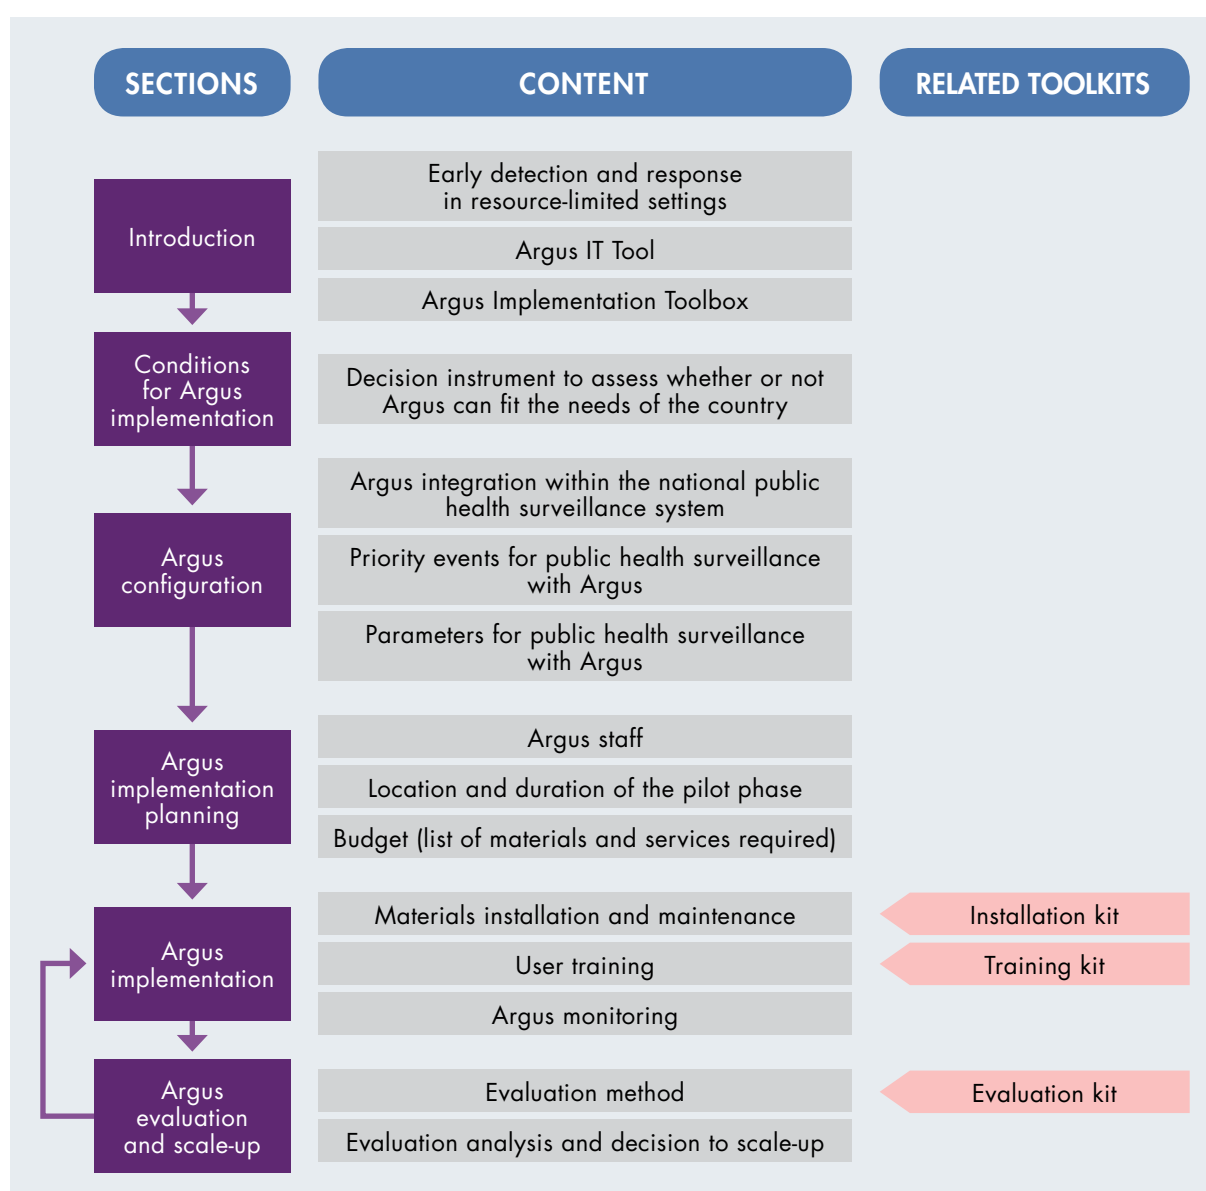 SECTIONS
CONTENT
RELATED TOOLKITS
Introduction
Early detection and response
in resource-limited settings
Argus IT Tool
Argus Implementation Toolbox
Conditions
for Argus
implementation
Decision instrument to assess whether or not
Argus can fit the needs of the country
Argus
configuration
Argus integration within the national public
health surveillance system
Priority events for public health surveillance
with Argus
Parameters for public health surveillance
with Argus
Argus
implementation
planning
Argus staff
Location and duration of the pilot phase
Budget (list of materials and services required)
Argus
implementation
Materials installation and maintenance
Installation kit
User training
Training kit
Argus monitoring
Argus
evaluation
and scale-up
Evaluation method
Evaluation kit
Evaluation analysis and decision to scale-up